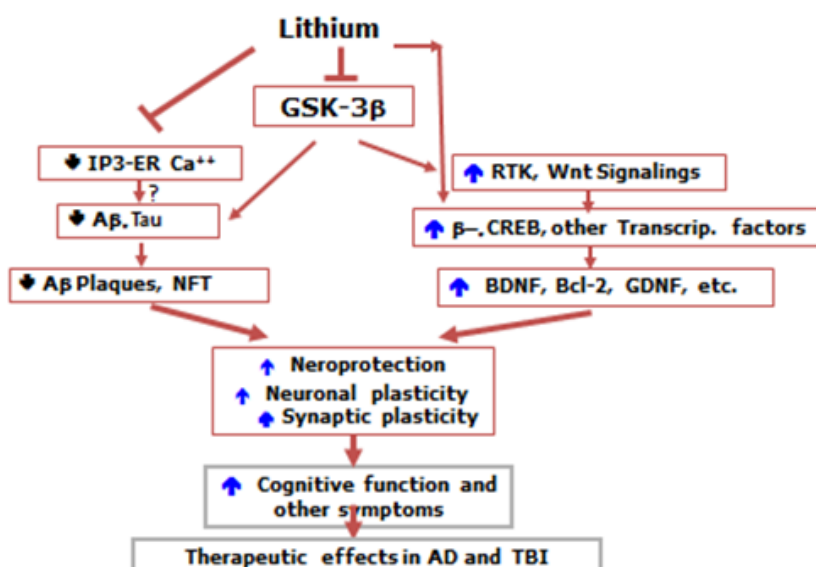 Lithium
GSK-3β
🡇 IP3-ER Ca⁺⁺
?
🡇 Aβ. Tau
🡇 Aβ Plaques, NFT
🡅 RTK, Wnt Signalings
🡅 β–. CREB, other Transcrip. factors
🡅 BDNF, Bcl-2, GDNF, etc.
🡅 Neroprotection
🡅 Neuronal plasticity
🡅 Synaptic plasticity
🡅 Cognitive function and
other symptoms
Therapeutic effects in AD and TBI